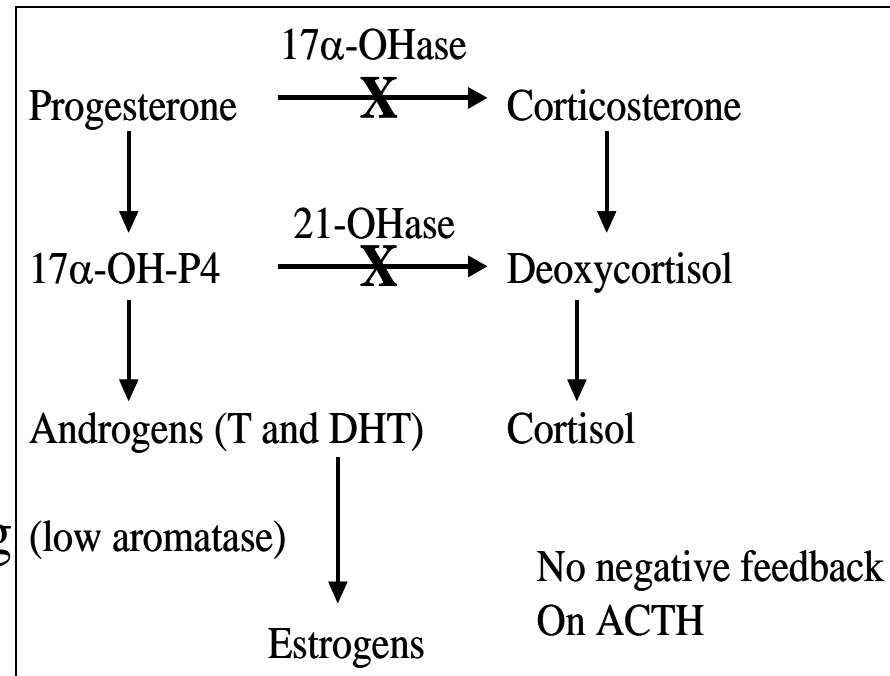 17α-OHase
Progesterone X Corticosterone
21-OHase
17α-OH-P4 X Deoxycortisol
Androgens (T and DHT) Cortisol
g (low aromatase)
No negative feedback
On ACTH
Estrogens